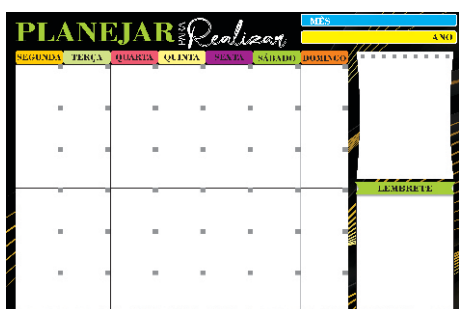 PLANEJAR PARA Realizar
MÊS
ANO
SEGUNDA TERÇA QUARTA QUINTA SEXTA SÁBADO DOMINGO
LEMBRETE